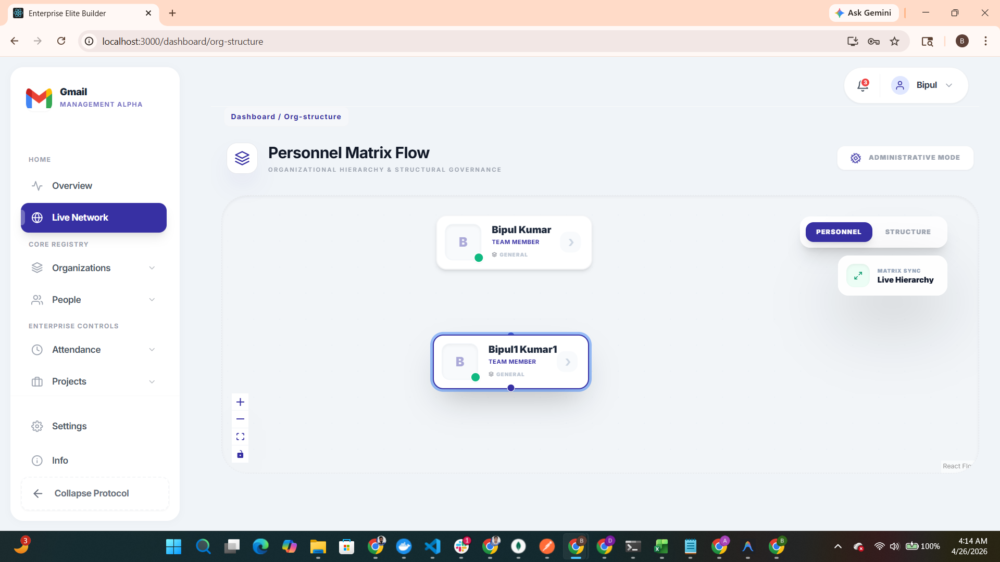 Enterprise Elite Builder
Ask Gemini
localhost:3000/dashboard/org-structure
B
Gmail
MANAGEMENT ALPHA
3
Bipul
Dashboard / Org-structure
Personnel Matrix Flow
ORGANIZATIONAL HIERARCHY & STRUCTURAL GOVERNANCE
ADMINISTRATIVE MODE
HOME
Overview
Live Network
CORE REGISTRY
Organizations
People
ENTERPRISE CONTROLS
Attendance
Projects
Settings
Info
Collapse Protocol
B
Bipul Kumar
TEAM MEMBER
GENERAL
PERSONNEL
STRUCTURE
MATRIX SYNC
Live Hierarchy
B
Bipul1 Kumar1
TEAM MEMBER
GENERAL
React Flo
3
1
B
D
A
B
100%
4:14 AM
4/26/2026